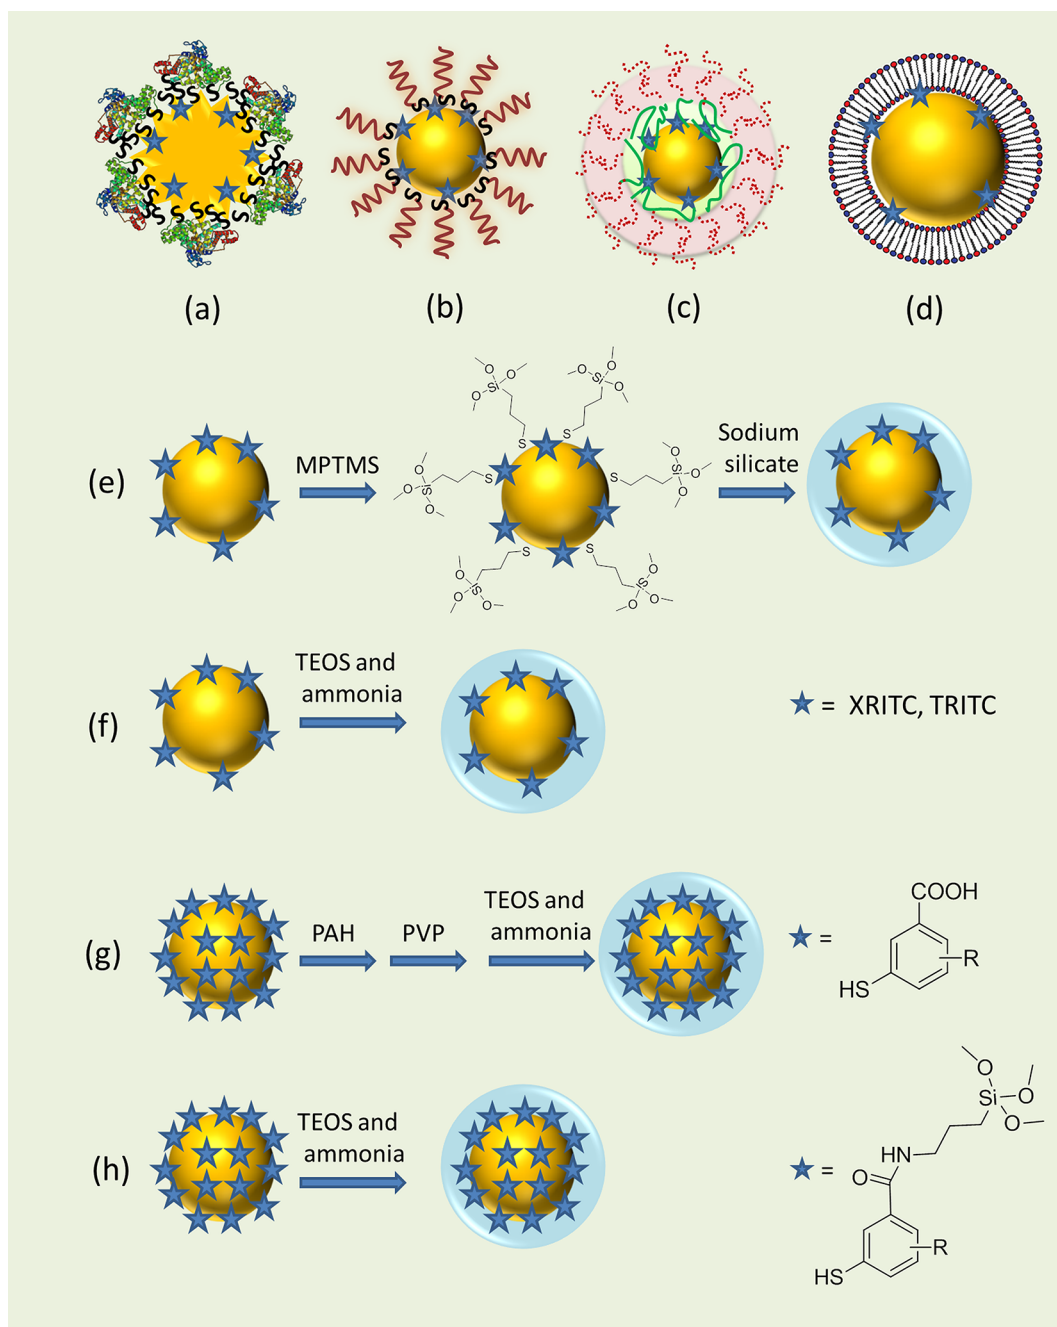 (a)
(b)
(c)
(d)
(e)
MPTMS
Sodium
silicate
(f)
TEOS and
ammonia
= XRITC, TRITC
(g)
PAH
PVP
TEOS and
ammonia
=
COOH
R
HS
(h)
TEOS and
ammonia
=
O
Si
O
O
HN
O
R
HS